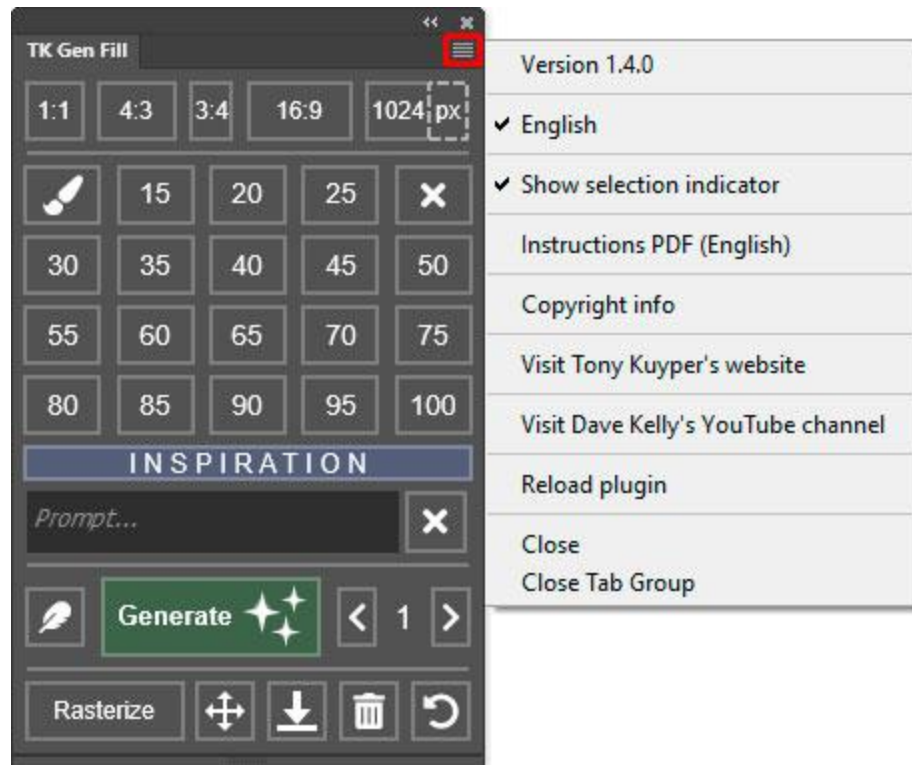 TK Gen Fill
1:1 4:3 3:4 16:9 1024 px
15 20 25
30 35 40 45 50
55 60 65 70 75
80 85 90 95 100
INSPIRATION
Prompt...
Generate 1
Rasterize
Version 1.4.0
English
Show selection indicator
Instructions PDF (English)
Copyright info
Visit Tony Kuyper's website
Visit Dave Kelly's YouTube channel
Reload plugin
Close
Close Tab Group